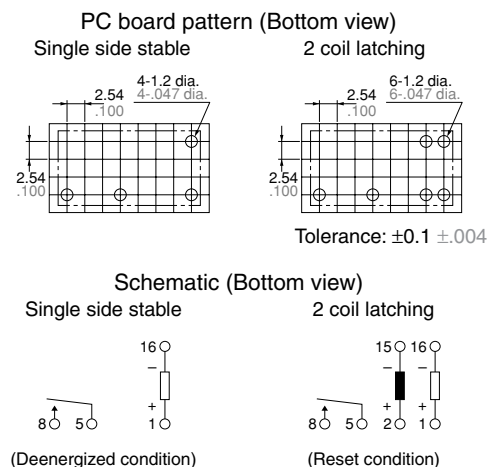 PC board pattern (Bottom view)
Single side stable
2 coil latching
2.54
.100
4-1.2 dia.
4-.047 dia.
2.54
.100
2.54
.100
6-1.2 dia.
6-.047 dia.
2.54
.100
Tolerance: ±0.1 ±.004
Schematic (Bottom view)
Single side stable
2 coil latching
16
–
+
8 5 1
15 16
– –
+ +
8 5 2 1
(Deenergized condition)
(Reset condition)